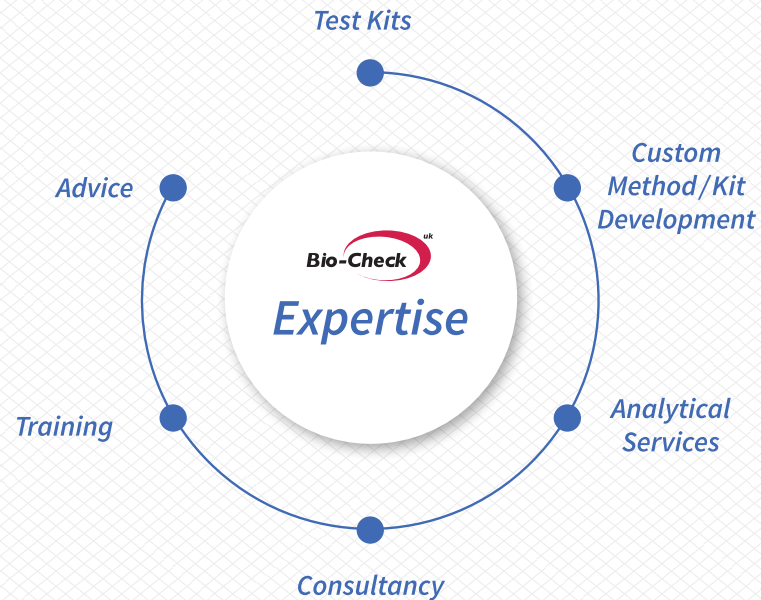 Test Kits
Custom
Method/Kit
Development
Advice
uk
Bio-Check
Expertise
Analytical
Services
Training
Consultancy